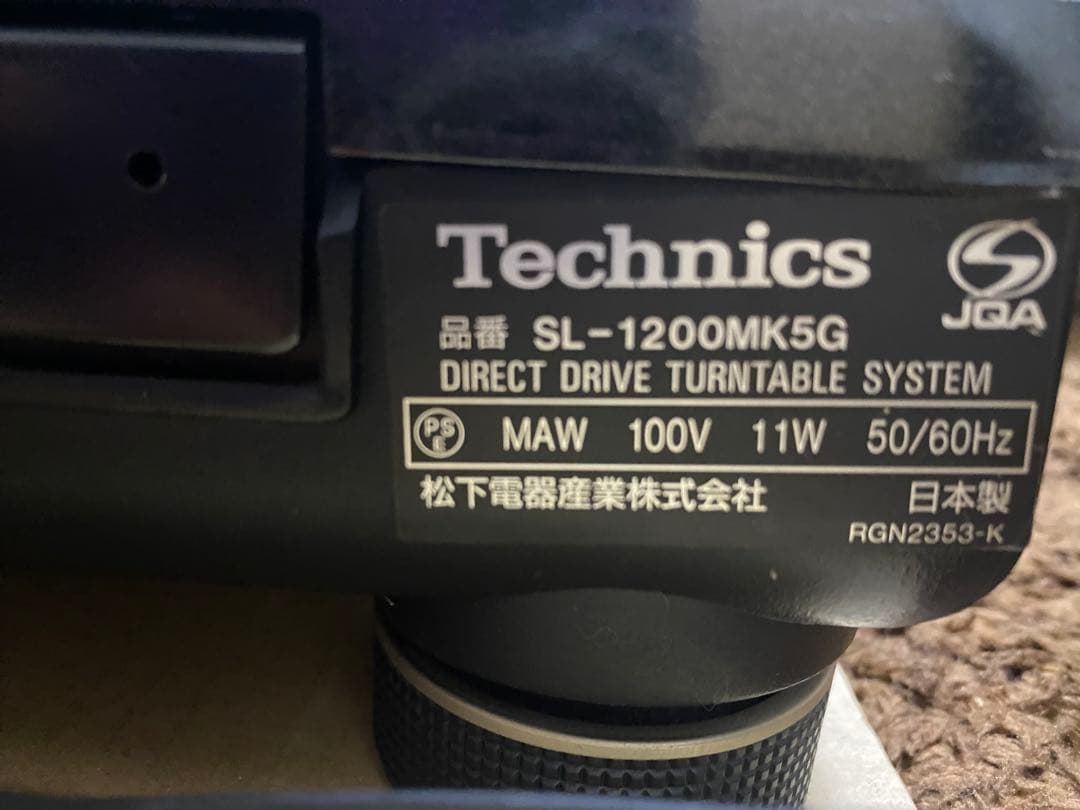 Technics
JQA
品番 SL-1200MK5G
DIRECT DRIVE TURNTABLE SYSTEM
PS E MAW 100V 11W 50/60Hz
松下電器産業株式会社 日本製
RGN2353-K